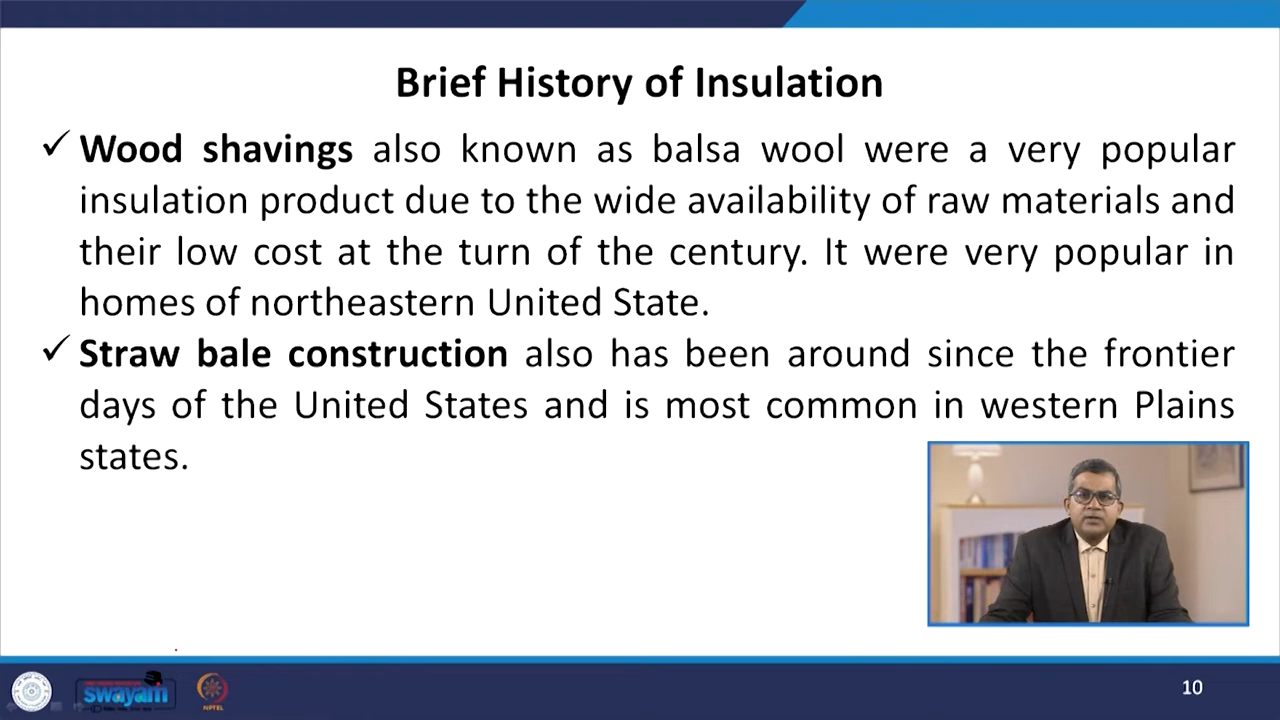 Brief History of Insulation
✓ Wood shavings also known as balsa wool were a very popular
insulation product due to the wide availability of raw materials and
their low cost at the turn of the century. It were very popular in
homes of northeastern United State.
✓ Straw bale construction also has been around since the frontier
days of the United States and is most common in western Plains
states.
swayam
NPTEL
10